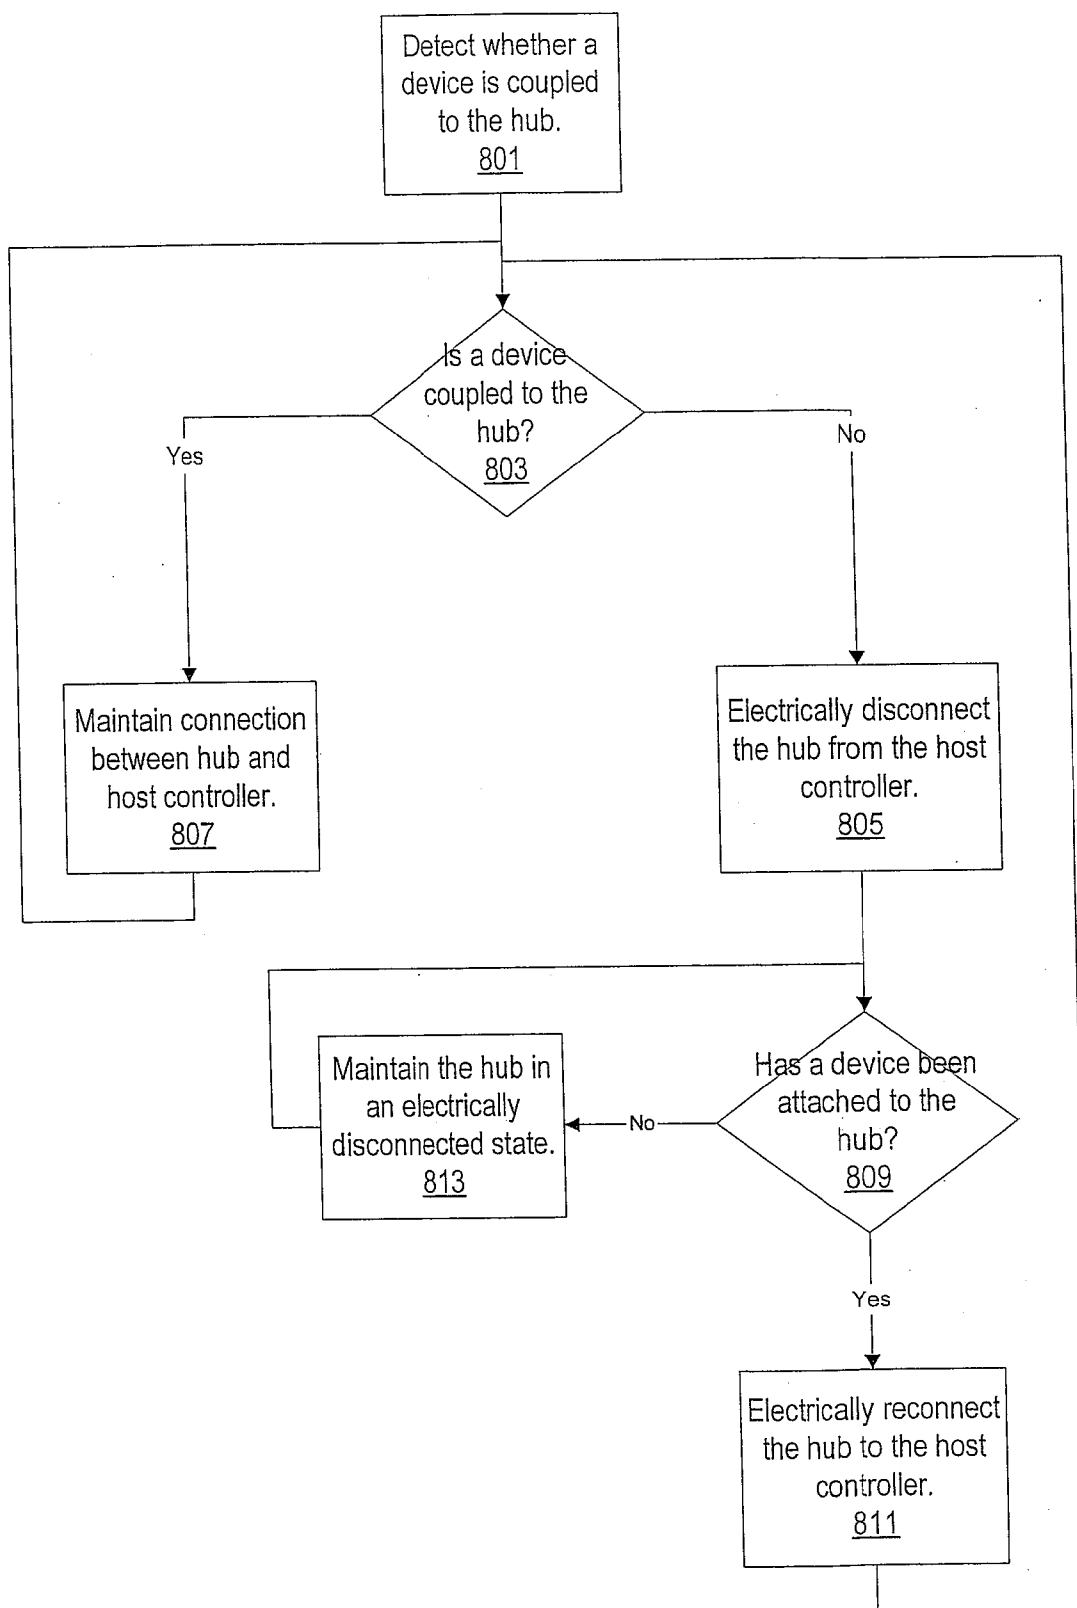 Detect whether a
device is coupled
to the hub.
801
Is a device
coupled to the
hub?
803
Yes
No
Maintain connection
between hub and
host controller.
807
Electrically disconnect
the hub from the host
controller.
805
Maintain the hub in
an electrically
disconnected state.
813
No
Has a device been
attached to the
hub?
809
Yes
Electrically reconnect
the hub to the host
controller.
811